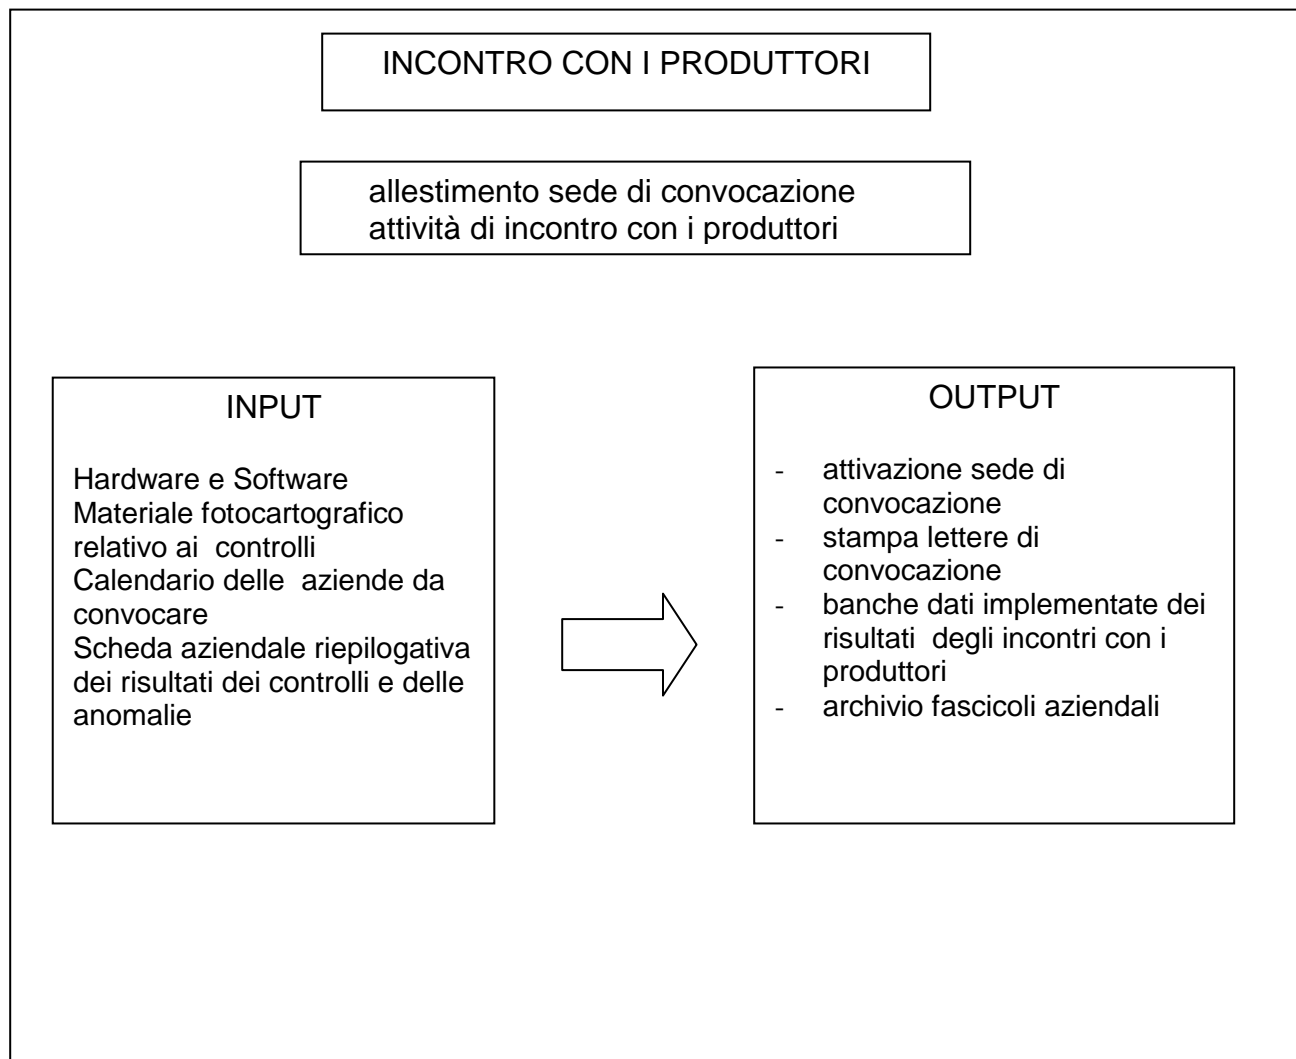 INCONTRO CON I PRODUTTORI
allestimento sede di convocazione
attività di incontro con i produttori
INPUT
Hardware e Software
Materiale fotocartografico
relativo ai  controlli
Calendario delle  aziende da
convocare
Scheda aziendale riepilogativa
dei risultati dei controlli e delle
anomalie
OUTPUT
- attivazione sede di
convocazione
- stampa lettere di
convocazione
- banche dati implementate dei
risultati  degli incontri con i
produttori
- archivio fascicoli aziendali